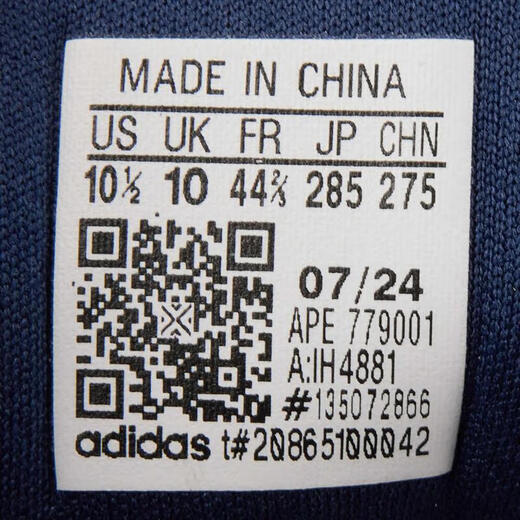 MADE IN CHINA
US UK FR JP CHN
10½ 10 44⅔ 285 275
07/24
APE 779001
A:IH4881
#135072866
adidas t#20865100042